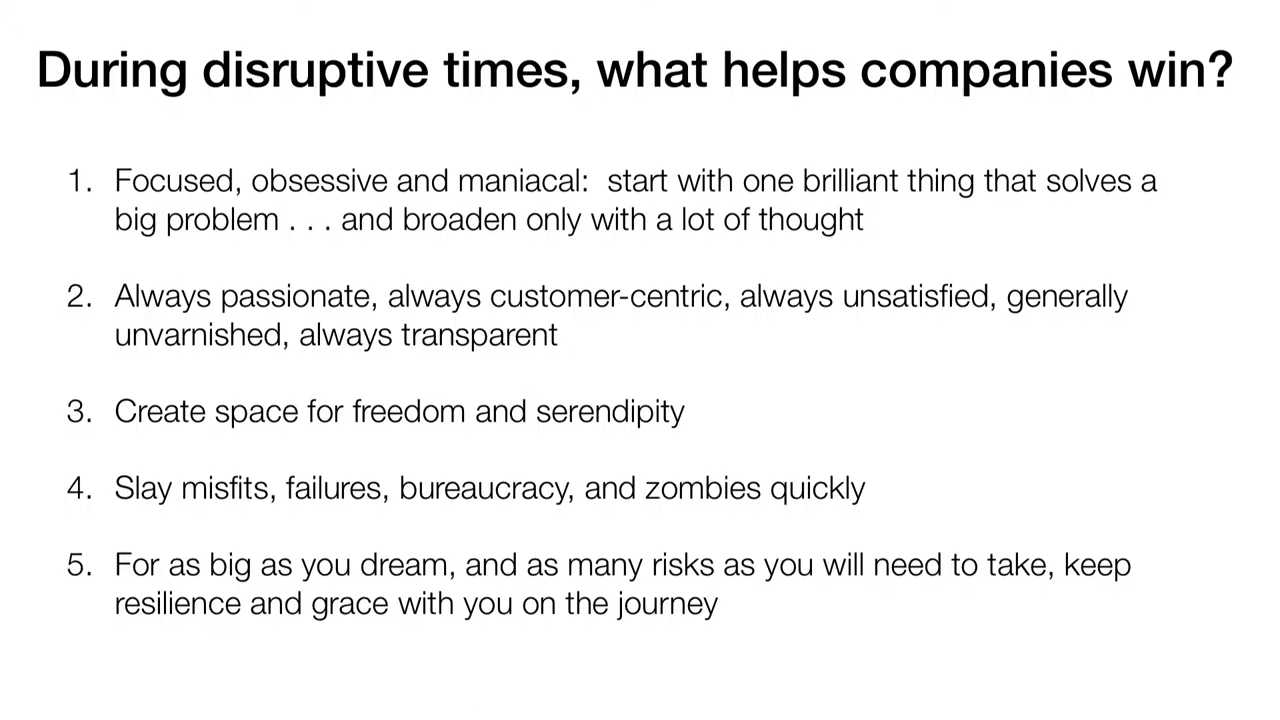 During disruptive times, what helps companies win?
1. Focused, obsessive and maniacal:  start with one brilliant thing that solves a
big problem . . . and broaden only with a lot of thought
2. Always passionate, always customer-centric, always unsatisfied, generally
unvarnished, always transparent
3. Create space for freedom and serendipity
4. Slay misfits, failures, bureaucracy, and zombies quickly
5. For as big as you dream, and as many risks as you will need to take, keep
resilience and grace with you on the journey